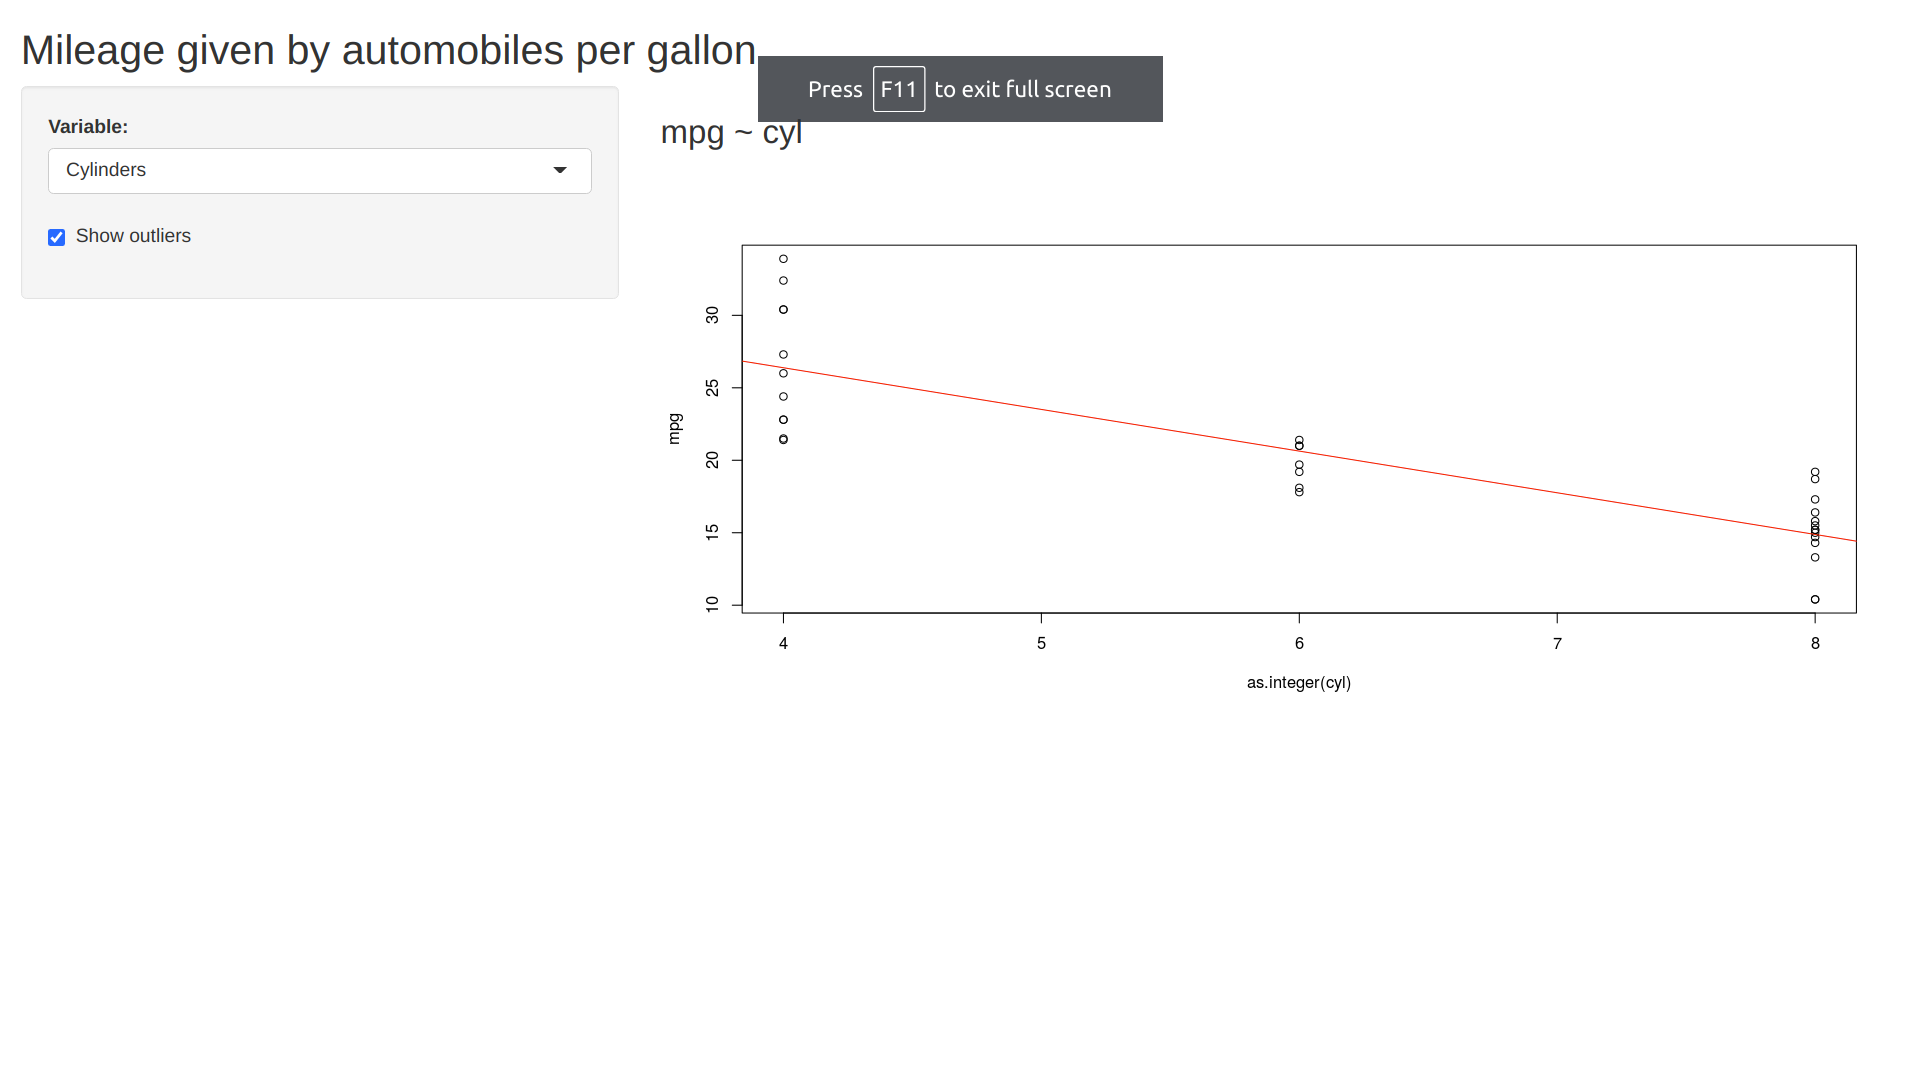 Mileage given by automobiles per gallon
Press F11 to exit full screen
Variable:
Cylinders
Show outliers
mpg ~ cyl
mpg
30
25
20
15
10
4 5 6 7 8
as.integer(cyl)